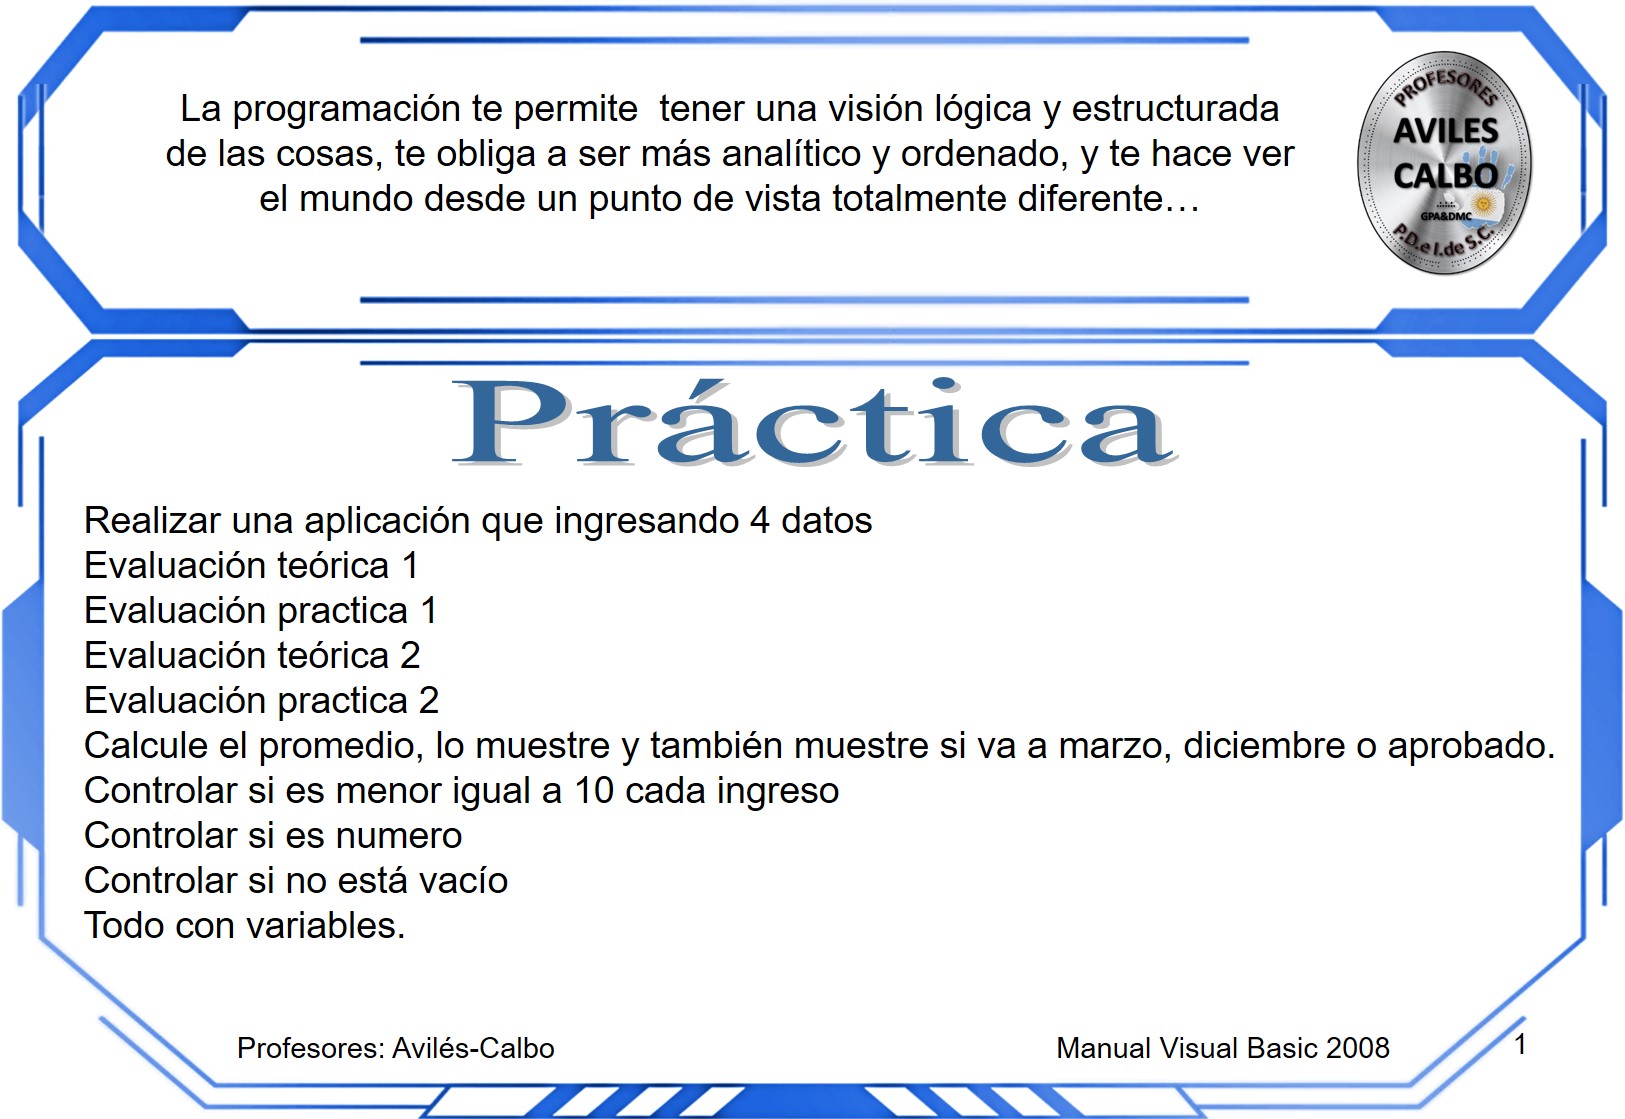 La programación te permite  tener una visión lógica y estructurada
de las cosas, te obliga a ser más analítico y ordenado, y te hace ver
el mundo desde un punto de vista totalmente diferente…
PROFESORES
AVILES
CALBO
GPA&DMC
P.D.e I.de S.C.
Práctica
Realizar una aplicación que ingresando 4 datos
Evaluación teórica 1
Evaluación practica 1
Evaluación teórica 2
Evaluación practica 2
Calcule el promedio, lo muestre y también muestre si va a marzo, diciembre o aprobado.
Controlar si es menor igual a 10 cada ingreso
Controlar si es numero
Controlar si no está vacío
Todo con variables.
Profesores: Avilés-Calbo
Manual Visual Basic 2008
1